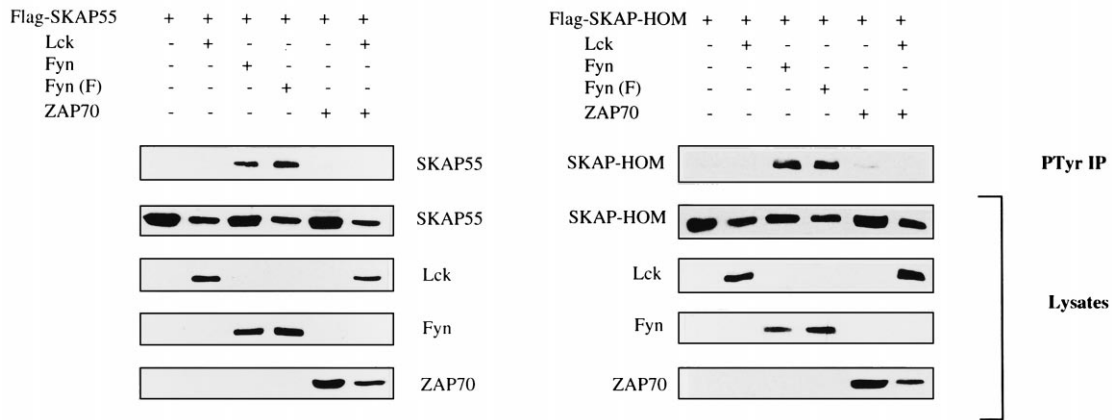 Flag-SKAP55 + + + + + +
Lck - + - - - +
Fyn - - + - - -
Fyn (F) - - - + - -
ZAP70 - - - - + +
SKAP55
SKAP55
Lck
Fyn
ZAP70
Flag-SKAP-HOM + + + + + +
Lck - + - - - +
Fyn - - + - - -
Fyn (F) - - - + - -
ZAP70 - - - - + +
SKAP-HOM
SKAP-HOM
Lck
Fyn
ZAP70
PTyr IP
Lysates